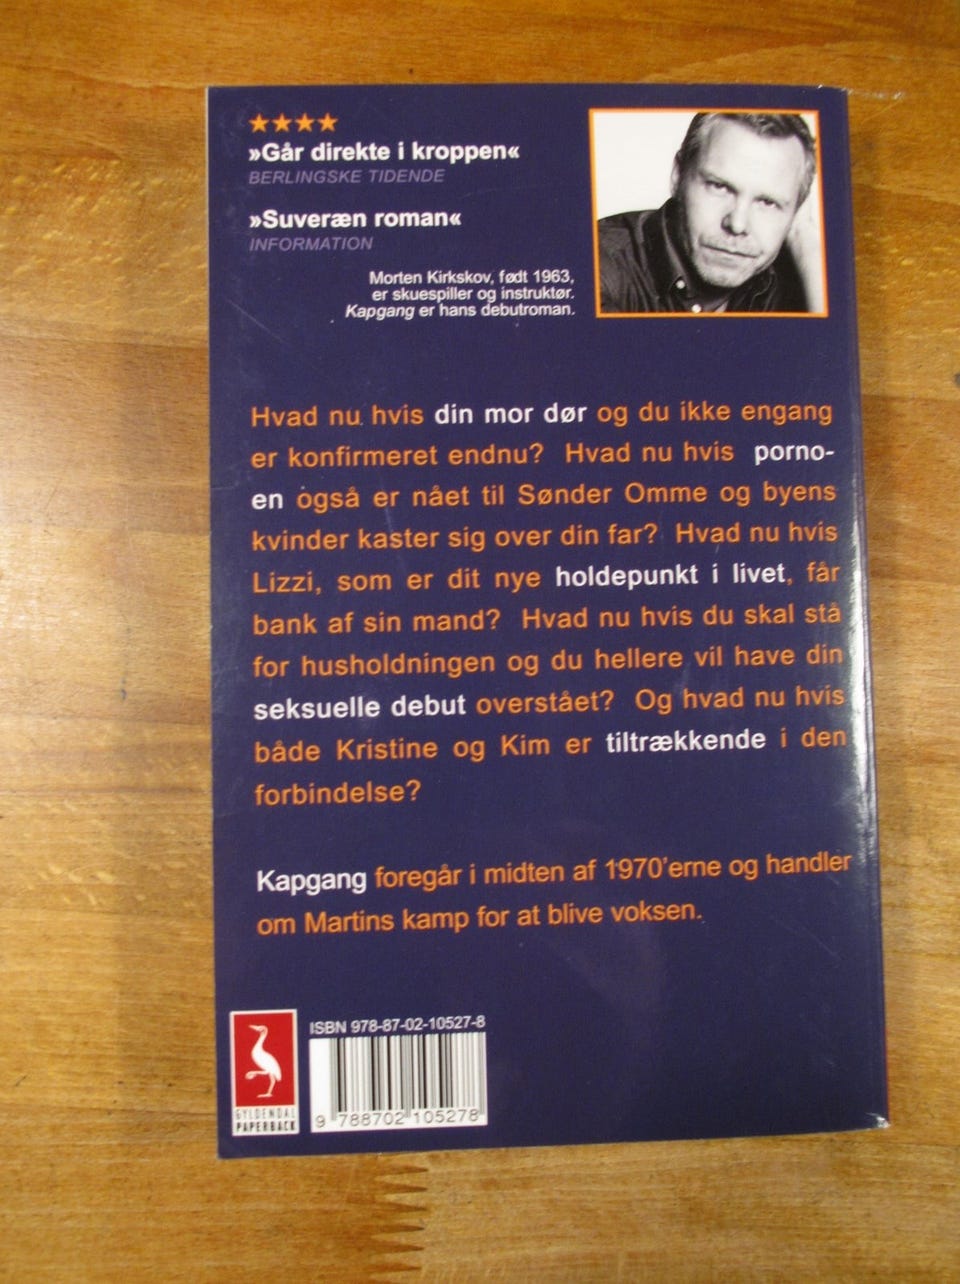 ★★★★
»Går direkte i kroppen«
BERLINGSKE TIDENDE
»Suveræn roman«
INFORMATION
Morten Kirkskov, født 1963,
er skuespiller og instruktør.
Kapgang er hans debutroman.
Hvad nu hvis din mor dør og du ikke engang
er konfirmeret endnu? Hvad nu hvis porno-
en også er nået til Sønder Omme og byens
kvinder kaster sig over din far? Hvad nu hvis
Lizzi, som er dit nye holdepunkt i livet, får
bank af sin mand? Hvad nu hvis du skal stå
for husholdningen og du hellere vil have din
seksuelle debut overstået? Og hvad nu hvis
både Kristine og Kim er tiltrækkende i den
forbindelse?
Kapgang foregår i midten af 1970'erne og handler
om Martins kamp for at blive voksen.
ISBN 978-87-02-10527-8
9 788702 105278
GYLDENDAL
PAPERBACK